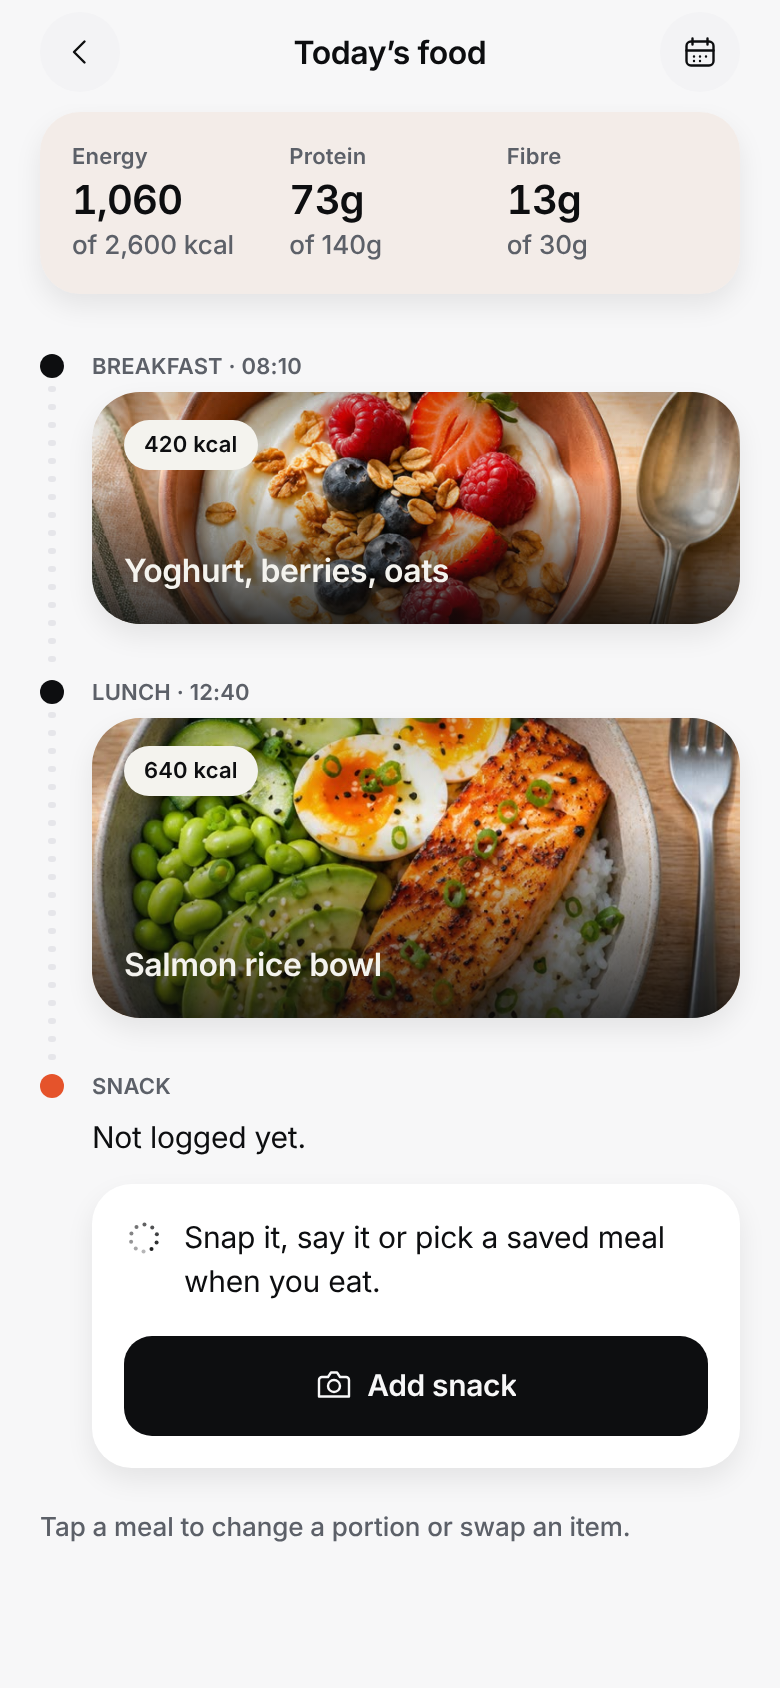 Today’s food
Energy
1,060
of 2,600 kcal
Protein
73g
of 140g
Fibre
13g
of 30g
BREAKFAST · 08:10
420 kcal
Yoghurt, berries, oats
LUNCH · 12:40
640 kcal
Salmon rice bowl
SNACK
Not logged yet.
Snap it, say it or pick a saved meal
when you eat.
Add snack
Tap a meal to change a portion or swap an item.